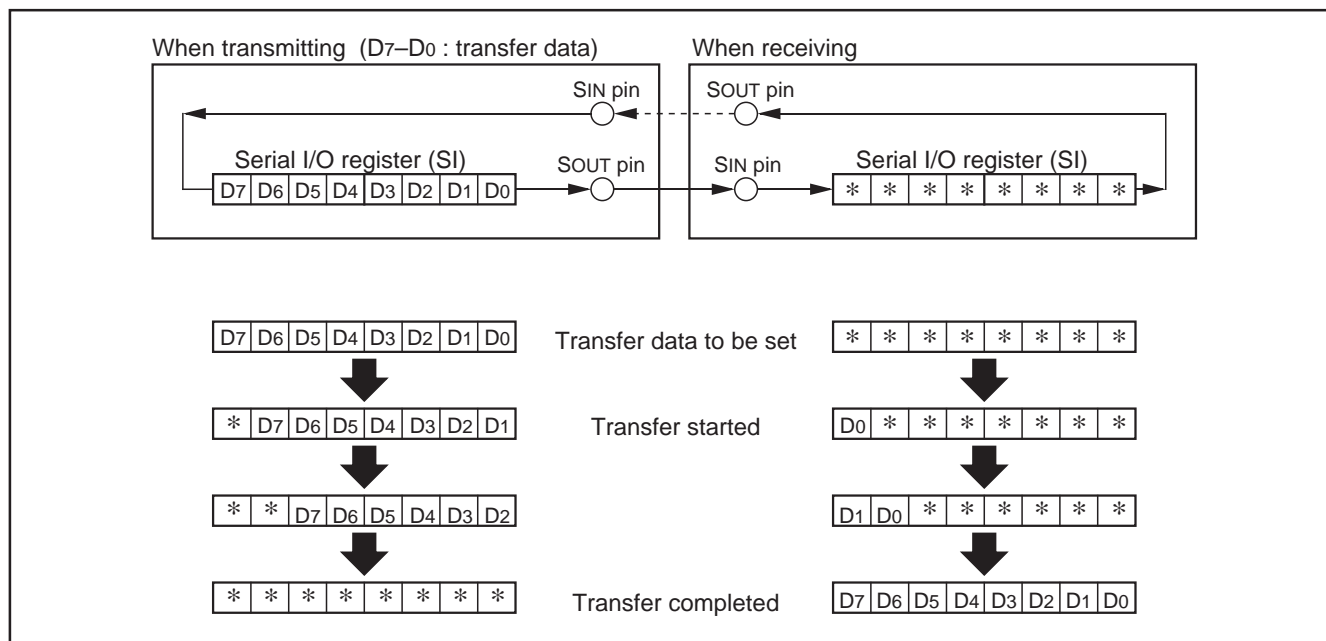 When transmitting (D7–D0 : transfer data)
When receiving
SIN pin
SOUT pin
Serial I/O register (SI)
SOUT pin
SIN pin
Serial I/O register (SI)
D7 D6 D5 D4 D3 D2 D1 D0
* * * * * * * *
D7 D6 D5 D4 D3 D2 D1 D0
Transfer data to be set
* * * * * * * *
* D7 D6 D5 D4 D3 D2 D1
Transfer started
D0 * * * * * * *
* * D7 D6 D5 D4 D3 D2
D1 D0 * * * * * *
* * * * * * * *
Transfer completed
D7 D6 D5 D4 D3 D2 D1 D0